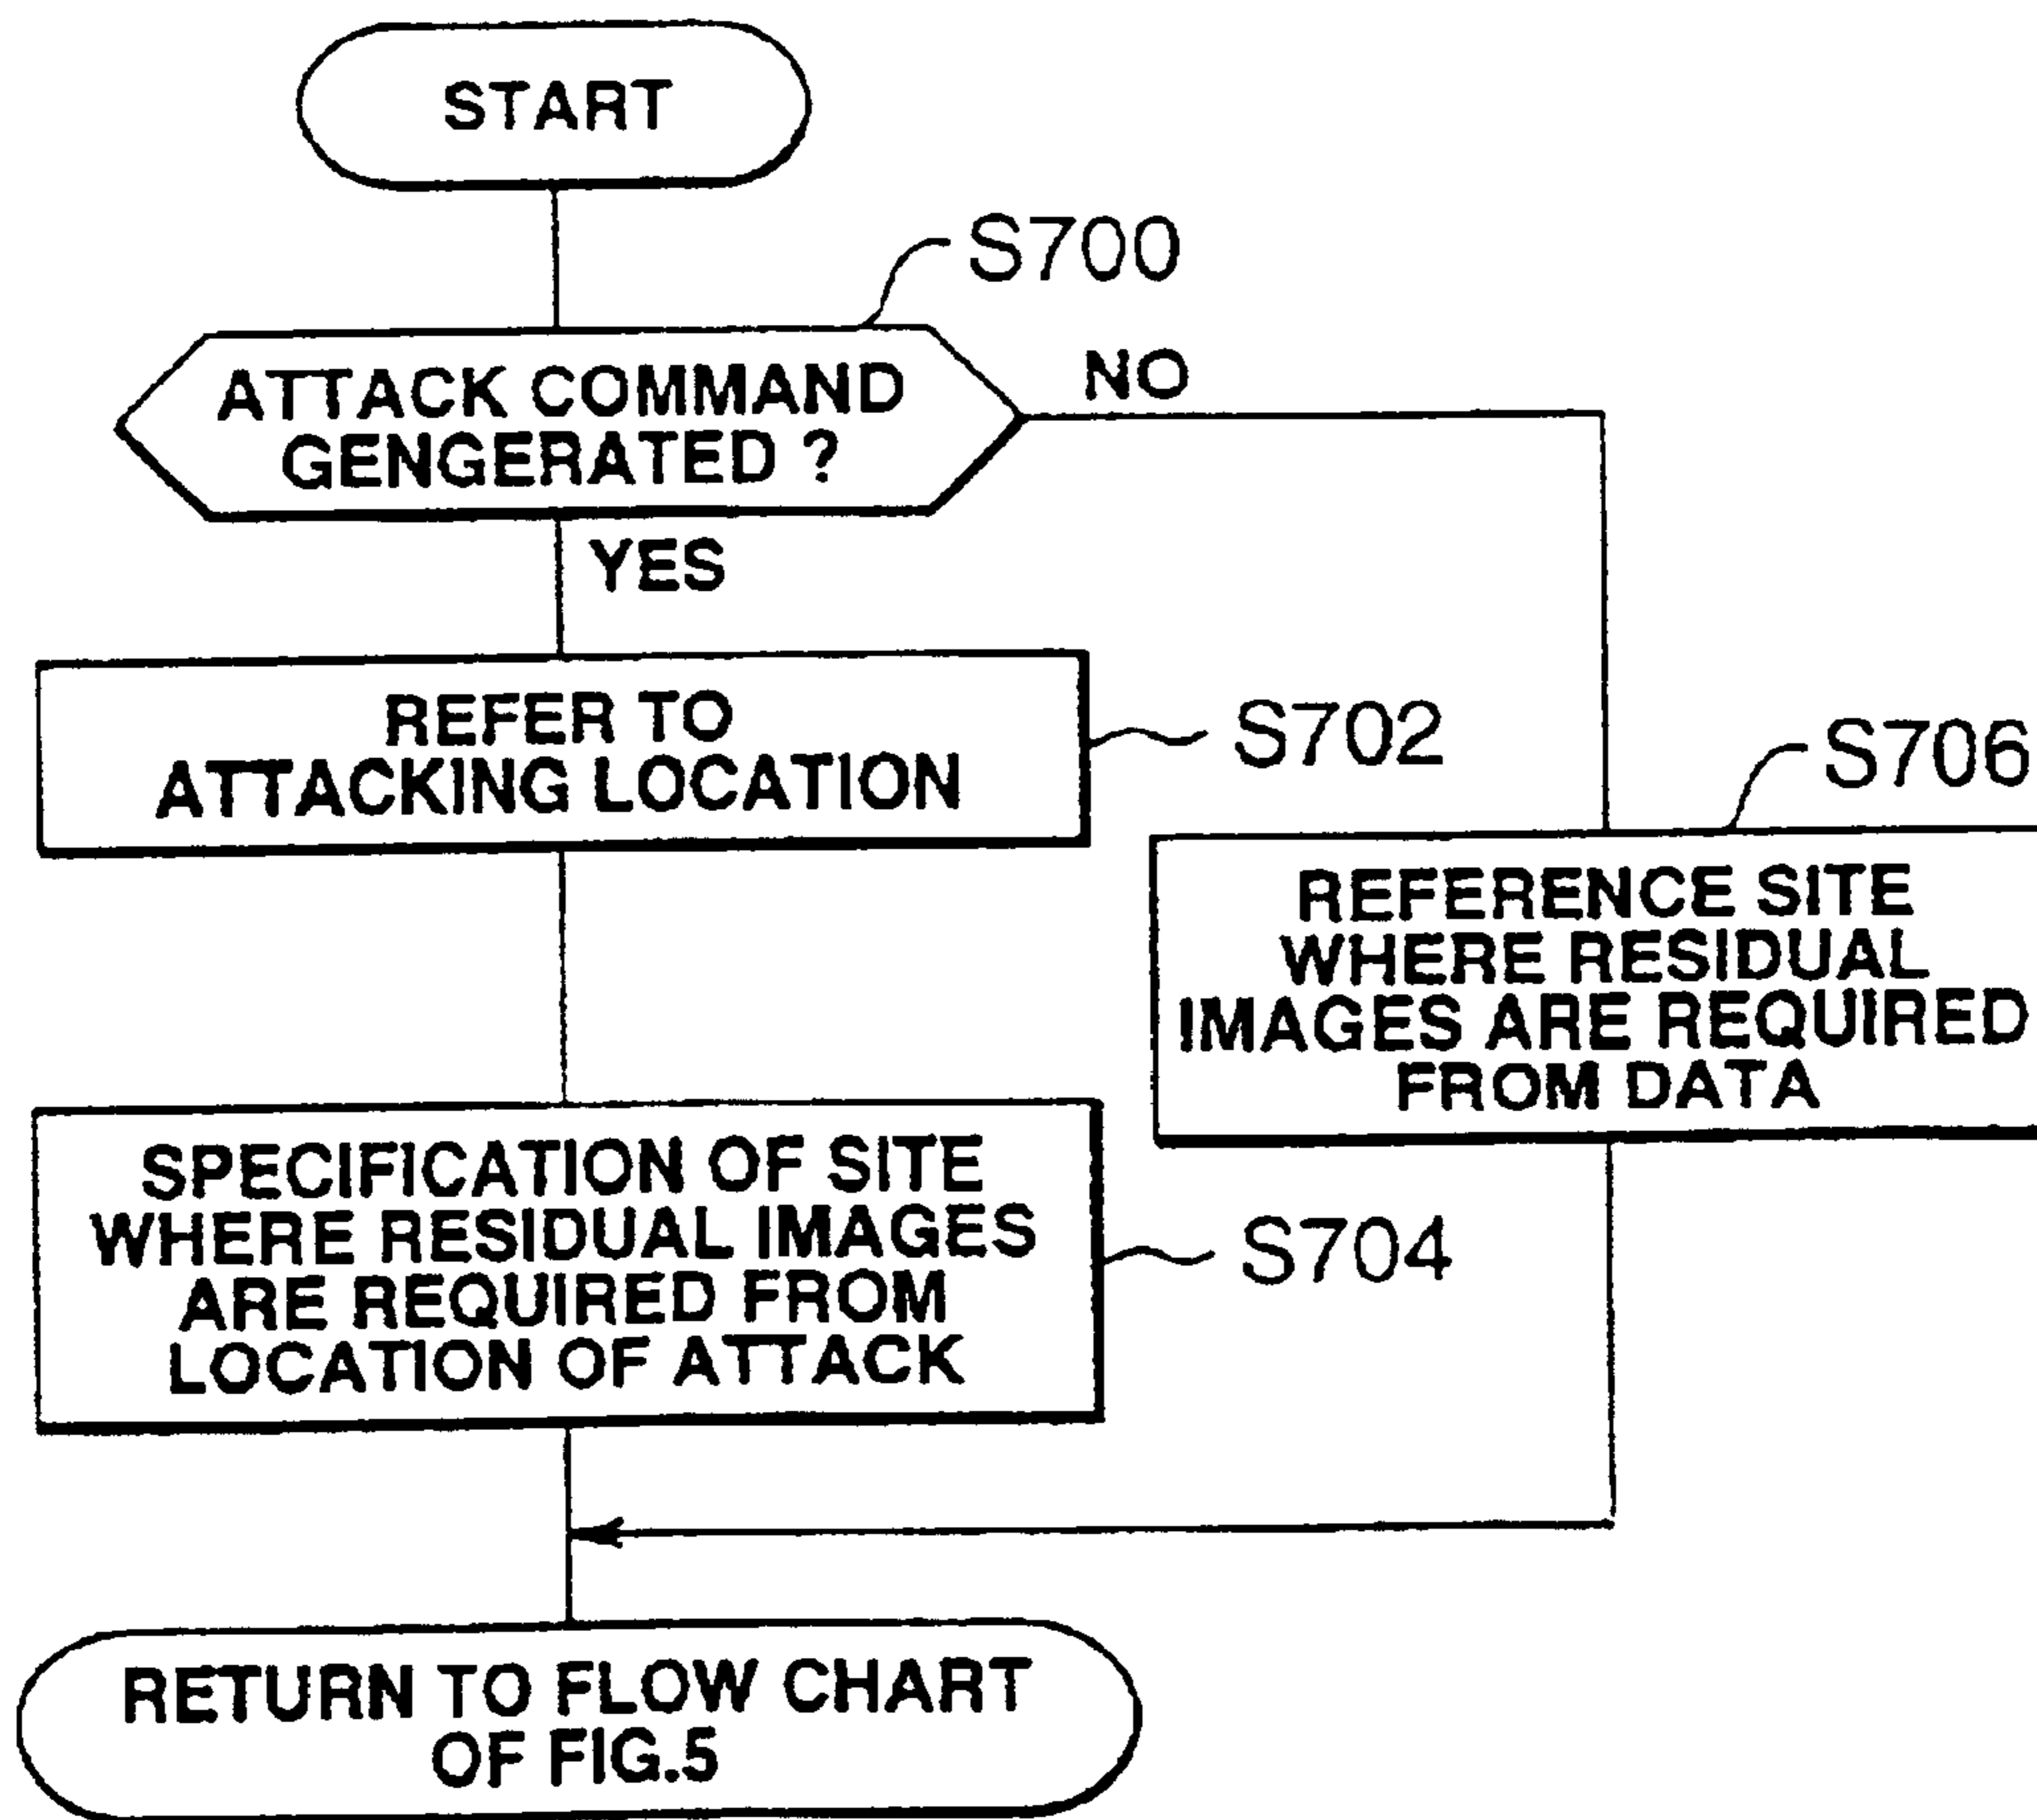 START
S700
ATTACK COMMAND
GENGERATED ?
NO
YES
REFER TO
ATTACKING LOCATION
S702
S706
REFERENCE SITE
WHERE RESIDUAL
IMAGES ARE REQUIRED
FROM DATA
SPECIFICATION OF SITE
WHERE RESIDUAL IMAGES
ARE REQUIRED FROM
LOCATION OF ATTACK
S704
RETURN TO FLOW CHART
OF FIG.5